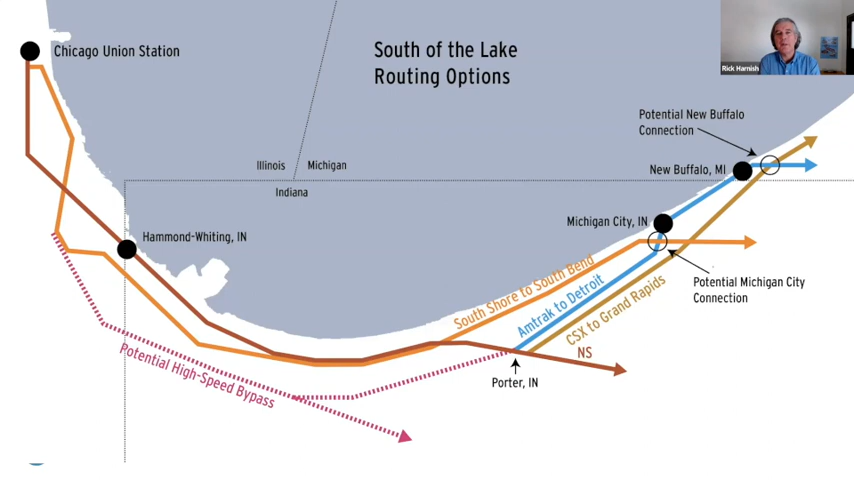 South of the Lake
Routing Options
Rick Harnish
Chicago Union Station
Potential New Buffalo
Connection
Illinois
Michigan
Indiana
New Buffalo, MI
Michigan City, IN
Hammond-Whiting, IN
Potential Michigan City
Connection
South Shore to South Bend
Amtrak to Detroit
CSX to Grand Rapids
NS
Potential High-Speed Bypass
Porter, IN